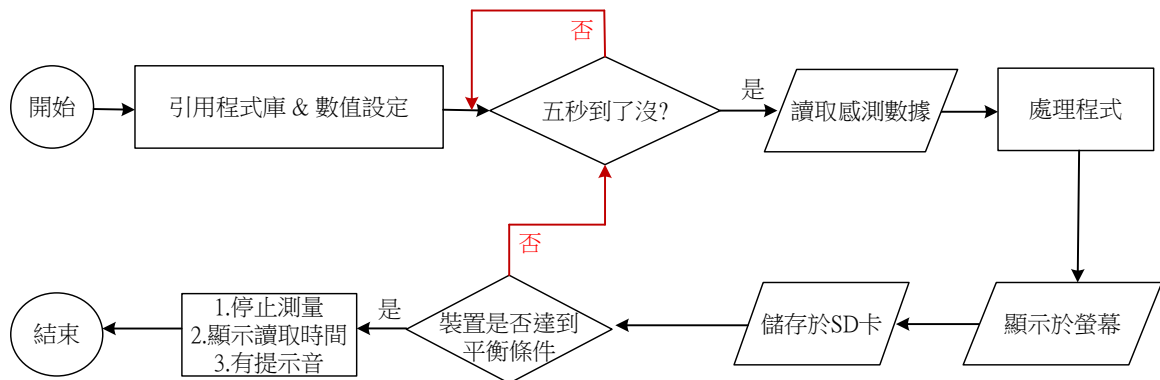 否
開始
引用程式庫 & 數值設定
五秒到了沒?
是
讀取感測數據
處理程式
否
結束
1.停止測量
2.顯示讀取時間
3.有提示音
是
裝置是否達到
平衡條件
儲存於SD卡
顯示於螢幕